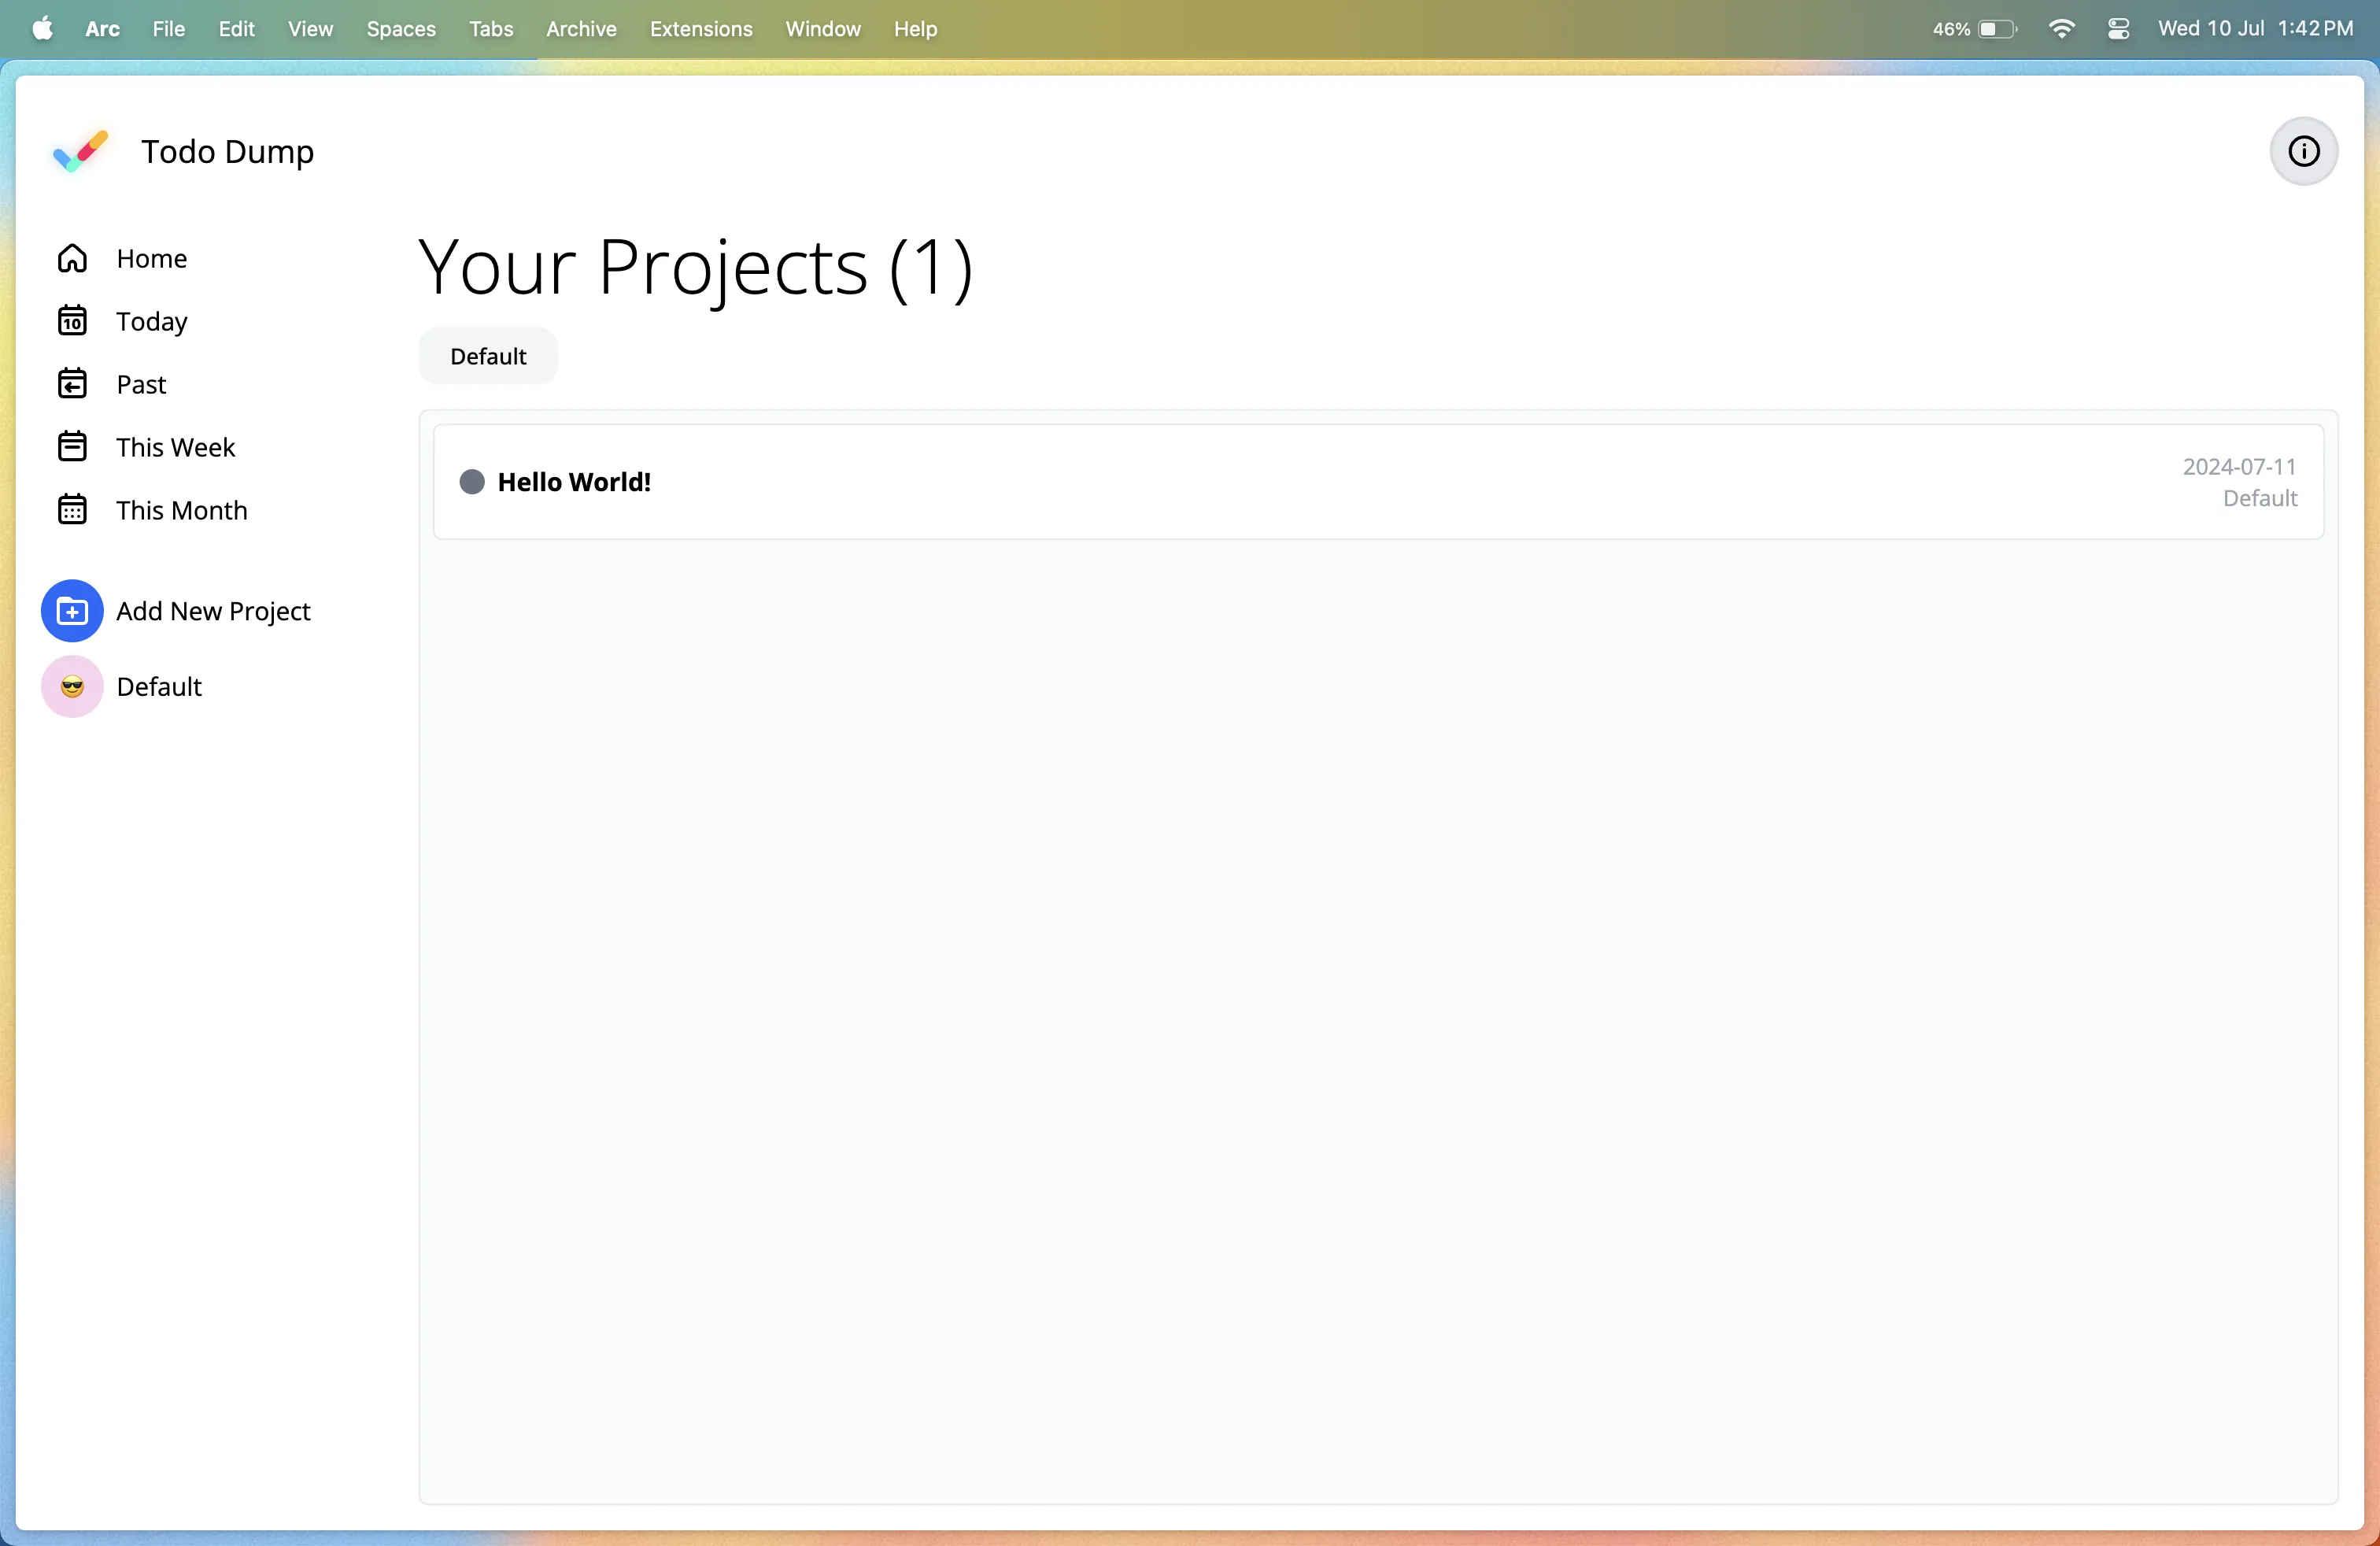 Arc File Edit View Spaces Tabs Archive Extensions Window Help 46% Wed 10 Jul 1:42 PM
Todo Dump
Home
10 Today
Past
This Week
This Month
Add New Project
Default
Your Projects (1)
Default
Hello World!
2024-07-11
Default